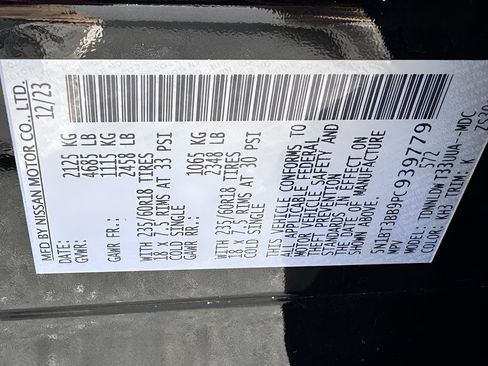 MFD BY NISSAN MOTOR CO., LTD.
DATE: 12/23
GVWR: 2125 KG
4685 LB
GAWR FR.: 1115 KG
2458 LB
WITH 235/60R18 TIRES
18 X 7.5 RIMS AT 33 PSI
COLD SINGLE
GAWR RR.: 1065 KG
2348 LB
WITH 235/60R18 TIRES
18 X 7.5 RIMS AT 30 PSI
COLD SINGLE
THIS VEHICLE CONFORMS TO
ALL APPLICABLE FEDERAL
MOTOR VEHICLE SAFETY AND
THEFT PREVENTION
STANDARDS IN EFFECT ON
THE DATE OF MANUFACTURE
SHOWN ABOVE.
5N1BT3BB9PC939779
MPV 572
MODEL: TDNNLDW T33UUA-MDC
COLOR: KH3 TRIM: K